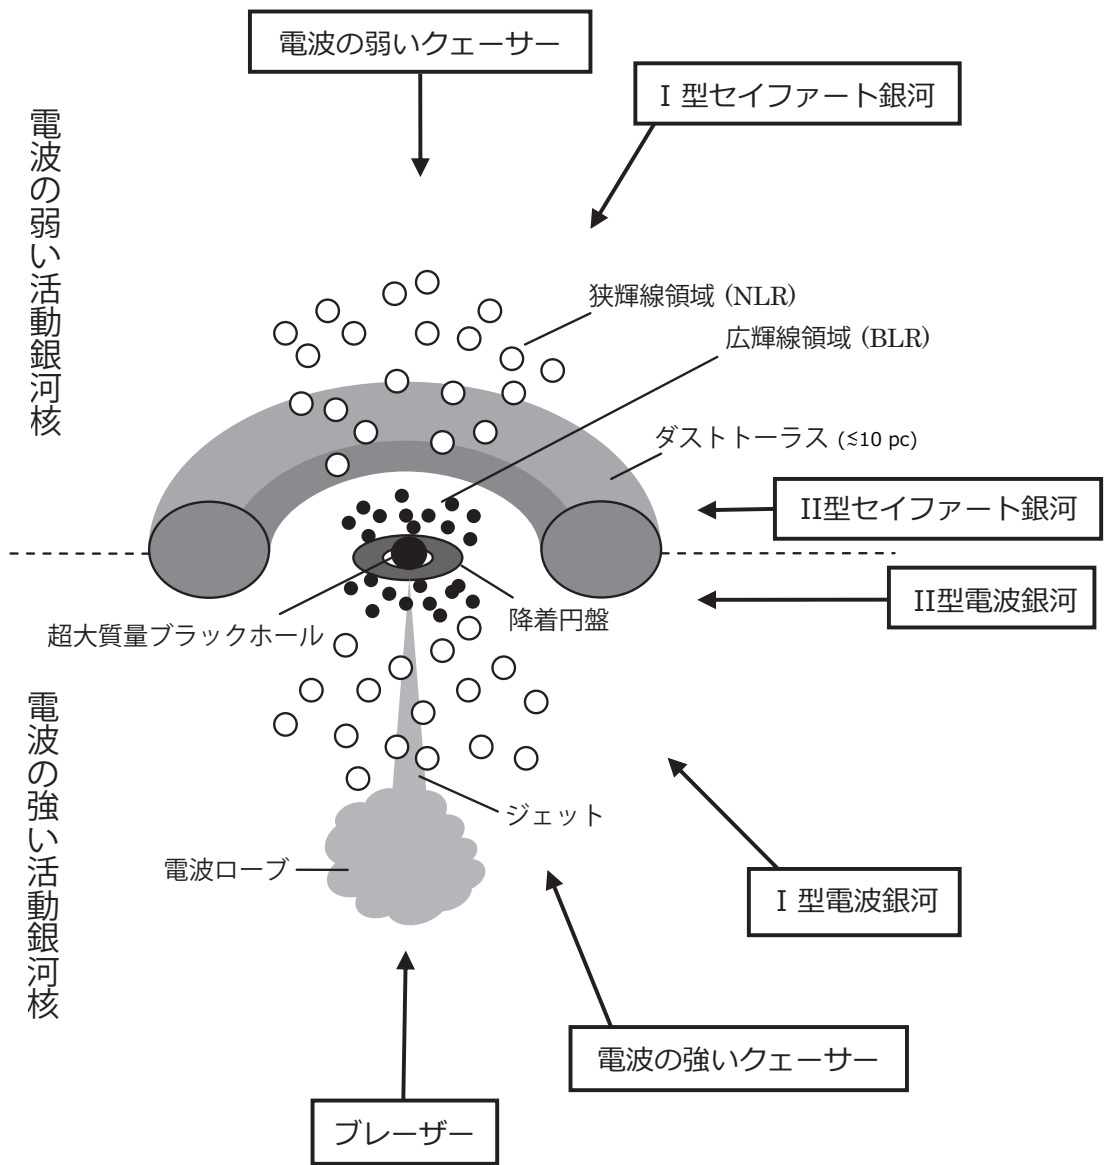 電波の弱いクェーサー
I 型セイファート銀河
電波の弱い活動銀河核
狭輝線領域 (NLR)
広輝線領域 (BLR)
ダストトーラス (≲10 pc)
II型セイファート銀河
II型電波銀河
降着円盤
超大質量ブラックホール
電波の強い活動銀河核
ジェット
電波ローブ
I 型電波銀河
電波の強いクェーサー
ブレーザー